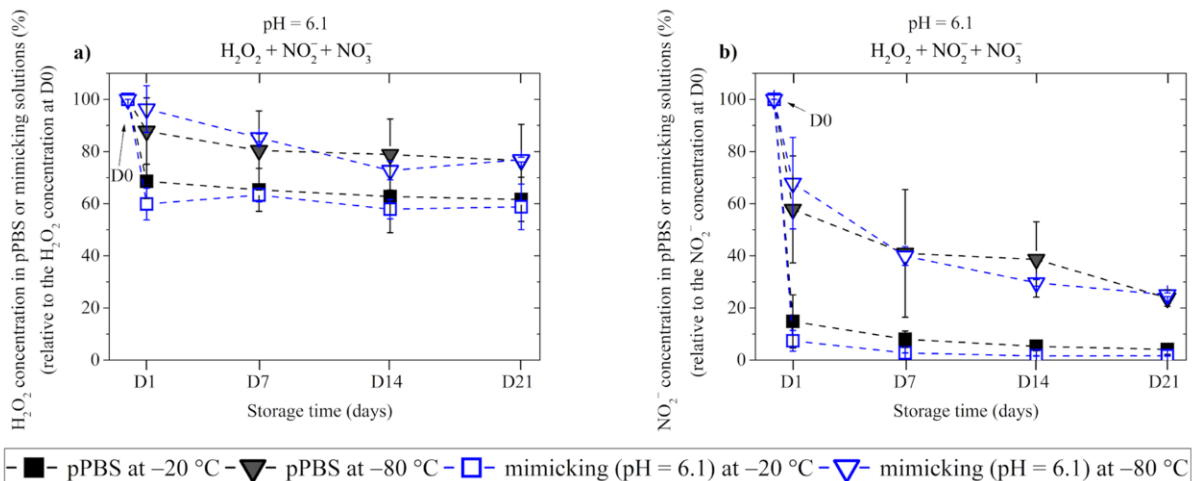 pH = 6.1
a) H₂O₂ + NO₂⁻ + NO₃⁻
H₂O₂ concentration in pPBS or mimicking solutions (%)
(relative to the H₂O₂ concentration at D0)
100
80
60
40
20
0
D0
D1 D7 D14 D21
Storage time (days)
pH = 6.1
b) H₂O₂ + NO₂⁻ + NO₃⁻
NO₂⁻ concentration in pPBS or mimicking solutions (%)
(relative to the NO₂⁻ concentration at D0)
100
80
60
40
20
0
D0
D1 D7 D14 D21
Storage time (days)
pPBS at –20 °C pPBS at –80 °C mimicking (pH = 6.1) at –20 °C mimicking (pH = 6.1) at –80 °C